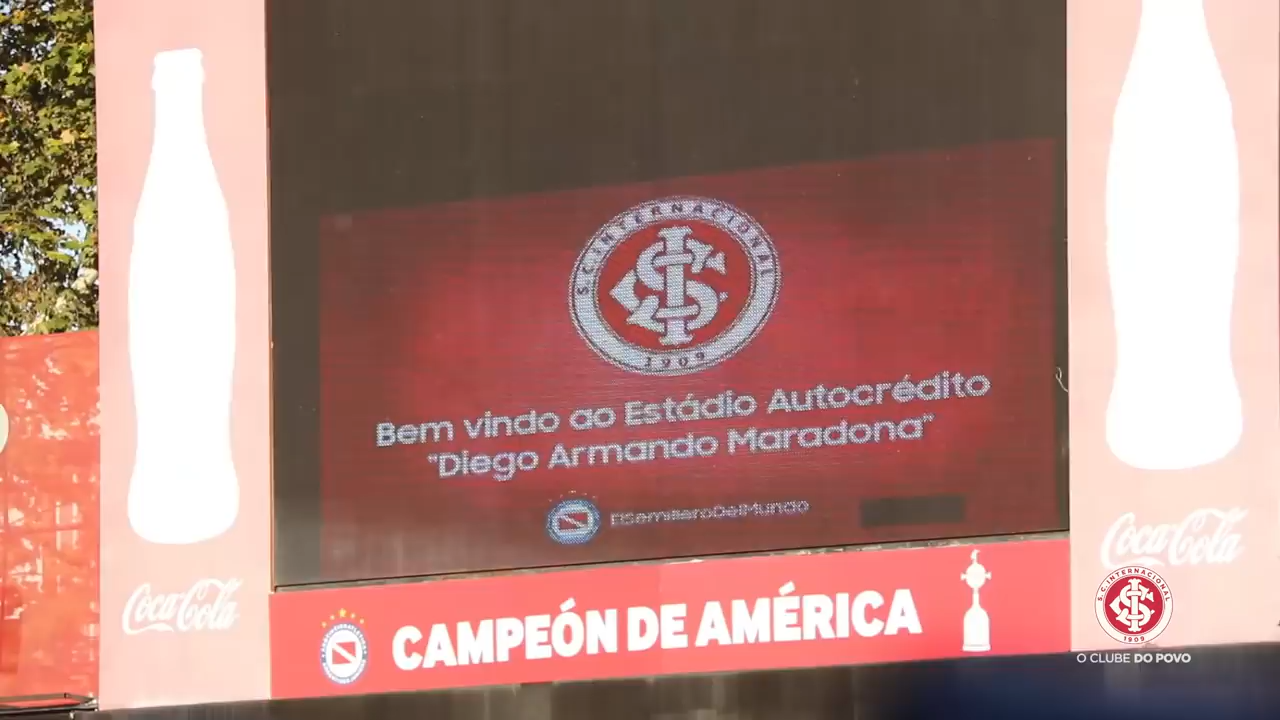 S.C. INTERNACIONAL
1909
Bem vindo ao Estádio Autocrédito
"Diego Armando Maradona"
ElSemilleroDelMundo
Coca-Cola
Coca-Cola
CAMPEÓN DE AMÉRICA
S.C. INTERNACIONAL
1909
O CLUBE DO POVO